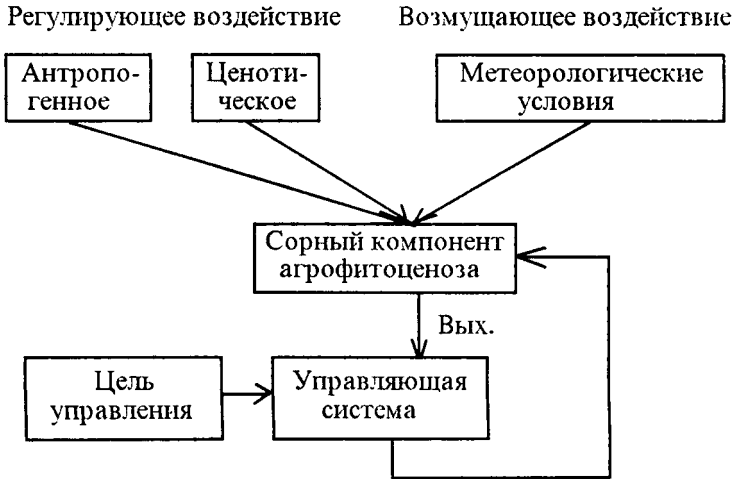 Регулирующее воздействие
Возмущающее воздействие
Антропо-
генное
Ценоти-
ческое
Метеорологические
условия
Сорный компонент
агрофитоценоза
Вых.
Цель
управления
Управляющая
система